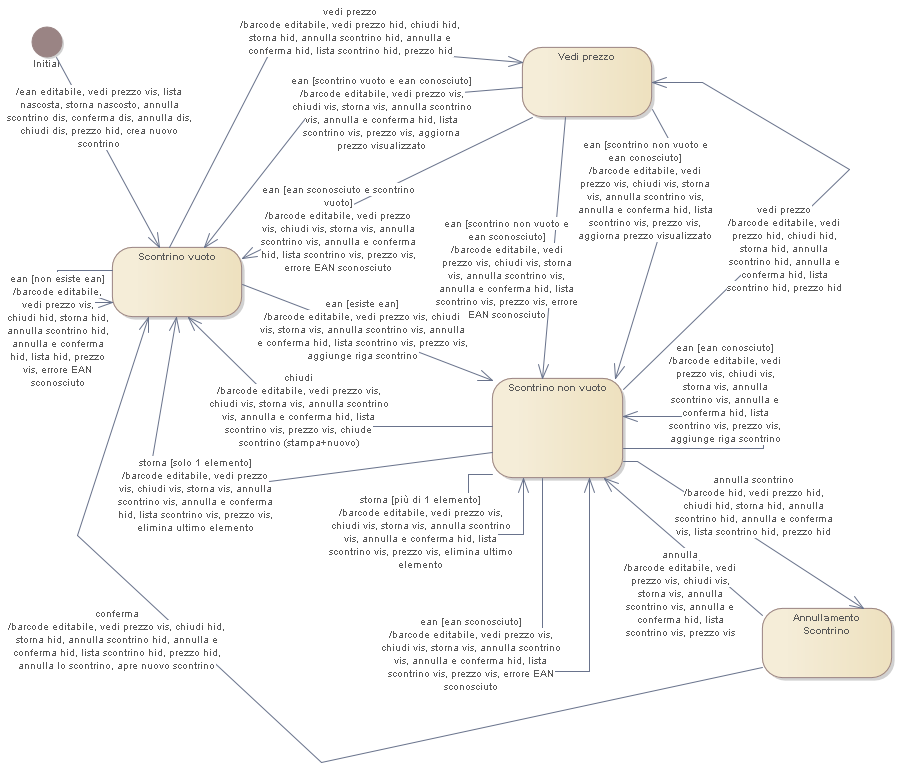 vedi prezzo
/barcode editabile, vedi prezzo hid, chiudi hid,
storna hid, annulla scontrino hid, annulla e
conferma hid, lista scontrino hid, prezzo hid
Initial
Vedi prezzo
/ean editabile, vedi prezzo vis, lista
nascosta, storna nascosto, annulla
scontrino dis, conferma dis, annulla dis,
chiudi dis, prezzo hid, crea nuovo
scontrino
ean [scontrino vuoto e ean conosciuto]
/barcode editabile, vedi prezzo vis,
chiudi vis, storna vis, annulla scontrino
vis, annulla e conferma hid, lista
scontrino vis, prezzo vis, aggiorna
prezzo visualizzato
ean [scontrino non vuoto e
ean conosciuto]
/barcode editabile, vedi
prezzo vis, chiudi vis, storna
vis, annulla scontrino vis,
annulla e conferma hid, lista
scontrino vis, prezzo vis,
aggiorna prezzo visualizzato
ean [ean sconosciuto e scontrino
vuoto]
/barcode editabile, vedi prezzo
vis, chiudi vis, storna vis, annulla
scontrino vis, annulla e conferma
hid, lista scontrino vis, prezzo vis,
errore EAN sconosciuto
ean [scontrino non vuoto e
ean sconosciuto]
/barcode editabile, vedi
prezzo vis, chiudi vis, storna
vis, annulla scontrino vis,
annulla e conferma hid, lista
scontrino vis, prezzo vis, errore
EAN sconosciuto
vedi prezzo
/barcode editabile, vedi
prezzo hid, chiudi hid,
storna hid, annulla
scontrino hid, annulla e
conferma hid, lista
scontrino hid, prezzo hid
Scontrino vuoto
ean [non esiste ean]
/barcode editabile,
vedi prezzo vis,
chiudi hid, storna hid,
annulla scontrino hid,
annulla e conferma
hid, lista hid, prezzo
vis, errore EAN
sconosciuto
ean [esiste ean]
/barcode editabile, vedi prezzo vis, chiudi
vis, storna vis, annulla scontrino vis, annulla
e conferma hid, lista scontrino vis, prezzo vis,
aggiunge riga scontrino
Scontrino non vuoto
ean [ean conosciuto]
/barcode editabile, vedi
prezzo vis, chiudi vis,
storna vis, annulla
scontrino vis, annulla e
conferma hid, lista
scontrino vis, prezzo vis,
aggiunge riga scontrino
chiudi
/barcode editabile, vedi prezzo vis,
chiudi vis, storna vis, annulla scontrino
vis, annulla e conferma hid, lista
scontrino vis, prezzo vis, chiude
scontrino (stampa+nuovo)
storna [solo 1 elemento]
/barcode editabile, vedi prezzo
vis, chiudi vis, storna vis, annulla
scontrino vis, annulla e conferma
hid, lista scontrino vis, prezzo vis,
elimina ultimo elemento
storna [più di 1 elemento]
/barcode editabile, vedi prezzo vis,
chiudi vis, storna vis, annulla scontrino
vis, annulla e conferma hid, lista
scontrino vis, prezzo vis, elimina ultimo
elemento
annulla scontrino
/barcode hid, vedi prezzo hid,
chiudi hid, storna hid, annulla
scontrino hid, annulla e conferma
vis, lista scontrino hid, prezzo hid
annulla
/barcode editabile, vedi
prezzo vis, chiudi vis,
storna vis, annulla
scontrino vis, annulla e
conferma hid, lista
scontrino vis, prezzo vis
Annullamento
Scontrino
conferma
/barcode editabile, vedi prezzo vis, chiudi hid,
storna hid, annulla scontrino hid, annulla e
conferma hid, lista scontrino hid, prezzo hid,
annulla lo scontrino, apre nuovo scontrino
ean [ean sconosciuto]
/barcode editabile, vedi prezzo vis,
chiudi vis, storna vis, annulla scontrino
vis, annulla e conferma hid, lista
scontrino vis, prezzo vis, errore EAN
sconosciuto